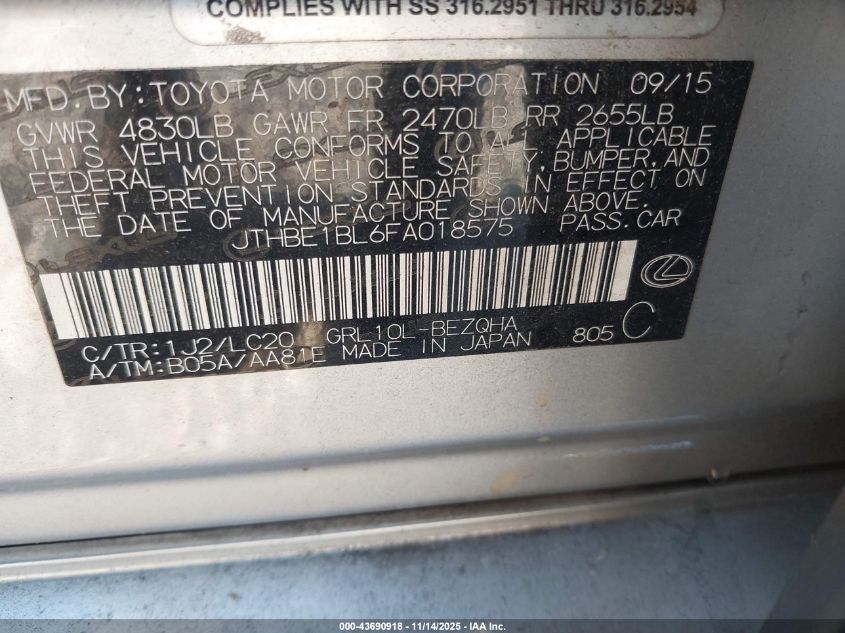 COMPLIES WITH SS 316.2951 THRU 316.2954
MFD. BY: TOYOTA MOTOR CORPORATION 09/15
GVWR 4830LB GAWR FR 2470LB RR 2655LB
THIS VEHICLE CONFORMS TO ALL APPLICABLE
FEDERAL MOTOR VEHICLE SAFETY, BUMPER, AND
THEFT PREVENTION STANDARDS IN EFFECT ON
THE DATE OF MANUFACTURE SHOWN ABOVE.
JTHBE1BL6FA018575 PASS. CAR
C/TR: 1J2/LC20 GRL10L-BEZQHA 805 C
A/TM: B05A/AA81E MADE IN JAPAN
000-43690918 - 11/14/2025 - IAA Inc.